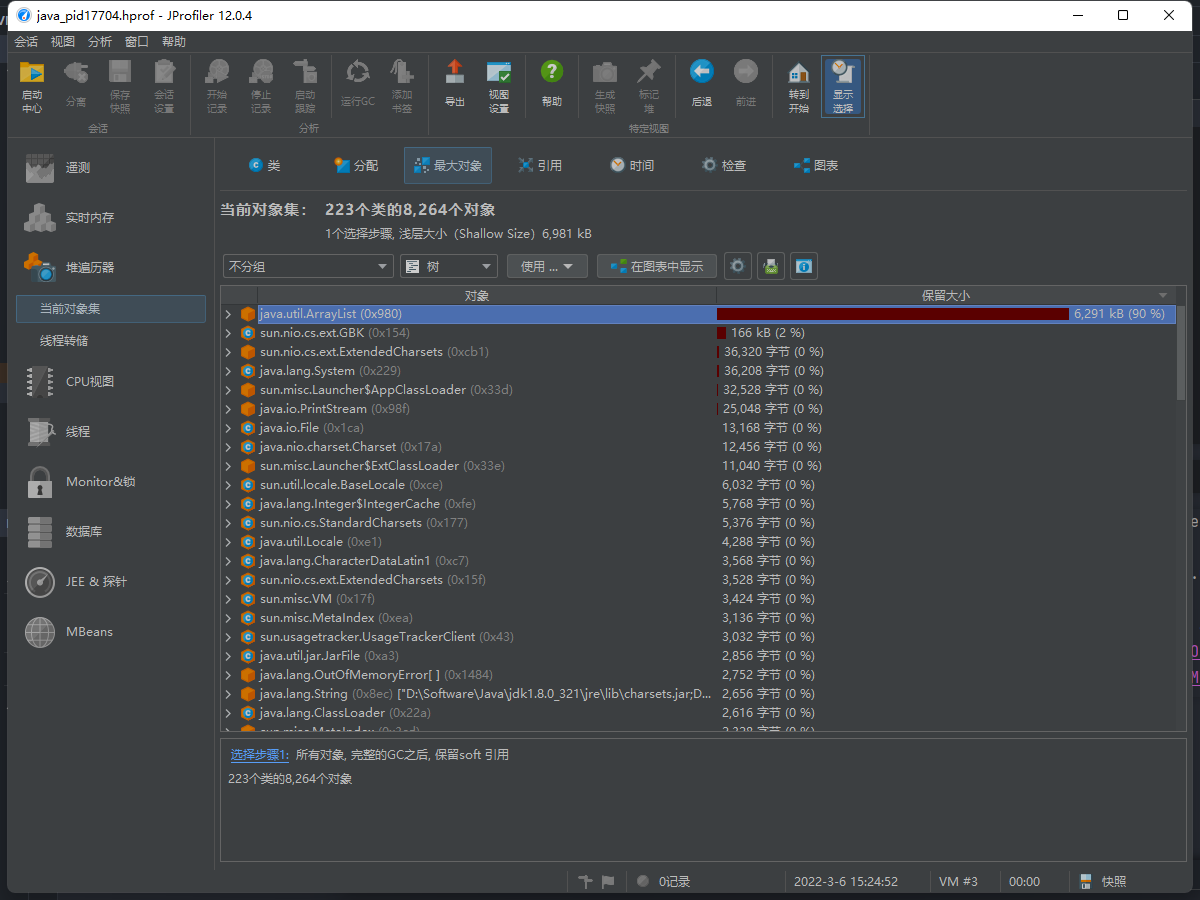 java_pid17704.hprof - JProfiler 12.0.4
会话 视图 分析 窗口 帮助
启动中心 分离 保存快照 会话设置 开始记录 停止记录 启动跟踪 运行GC 添加书签 导出 视图设置 帮助 生成快照 标记堆 后退 前进 转到开始 显示选择
会话 分析 特定视图
遥测
实时内存
堆遍历器
当前对象集
线程转储
CPU视图
线程
Monitor&锁
数据库
JEE & 探针
MBeans
类 分配 最大对象 引用 时间 检查 图表
当前对象集： 223个类的8,264个对象
1个选择步骤, 浅层大小（Shallow Size）6,981 kB
不分组 树 使用 ... 在图表中显示
对象 保留大小
java.util.ArrayList (0x980) 6,291 kB (90 %)
sun.nio.cs.ext.GBK (0x154) 166 kB (2 %)
sun.nio.cs.ext.ExtendedCharsets (0xcb1) 36,320 字节 (0 %)
java.lang.System (0x229) 36,208 字节 (0 %)
sun.misc.Launcher$AppClassLoader (0x33d) 32,528 字节 (0 %)
java.io.PrintStream (0x98f) 25,048 字节 (0 %)
java.io.File (0x1ca) 13,168 字节 (0 %)
java.nio.charset.Charset (0x17a) 12,456 字节 (0 %)
sun.misc.Launcher$ExtClassLoader (0x33e) 11,040 字节 (0 %)
sun.util.locale.BaseLocale (0xce) 6,032 字节 (0 %)
java.lang.Integer$IntegerCache (0xfe) 5,768 字节 (0 %)
sun.nio.cs.StandardCharsets (0x177) 5,376 字节 (0 %)
java.util.Locale (0xe1) 4,288 字节 (0 %)
java.lang.CharacterDataLatin1 (0xc7) 3,568 字节 (0 %)
sun.nio.cs.ext.ExtendedCharsets (0x15f) 3,528 字节 (0 %)
sun.misc.VM (0x17f) 3,424 字节 (0 %)
sun.misc.MetaIndex (0xea) 3,136 字节 (0 %)
sun.usagetracker.UsageTrackerClient (0x43) 3,032 字节 (0 %)
java.util.jar.JarFile (0xa3) 2,856 字节 (0 %)
java.lang.OutOfMemoryError[ ] (0x1484) 2,752 字节 (0 %)
java.lang.String (0x8ec) ["D:\Software\Java\jdk1.8.0_321\jre\lib\charsets.jar;D... 2,656 字节 (0 %)
java.lang.ClassLoader (0x22a) 2,616 字节 (0 %)
选择步骤1: 所有对象, 完整的GC之后, 保留soft 引用
223个类的8,264个对象
0记录 2022-3-6 15:24:52 VM #3 00:00 快照